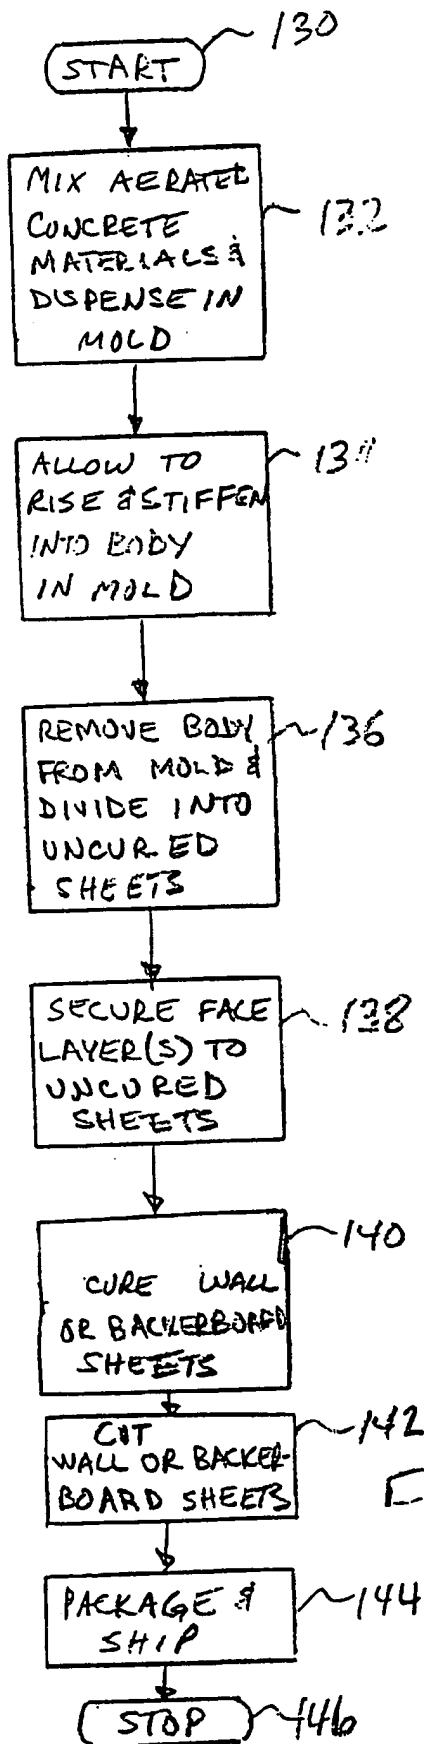 130
START
MIX AERATED
CONCRETE
MATERIALS &
DISPENSE IN
MOLD
132
ALLOW TO
RISE & STIFFEN
INTO BODY
IN MOLD
134
REMOVE BODY
FROM MOLD &
DIVIDE INTO
UNCURED
SHEETS
136
SECURE FACE
LAYER(S) TO
UNCURED
SHEETS
138
CURE WALL
OR BACKERBOARD
SHEETS
140
CUT
WALL OR BACKER-
BOARD SHEETS
142
PACKAGE &
SHIP
144
STOP
146